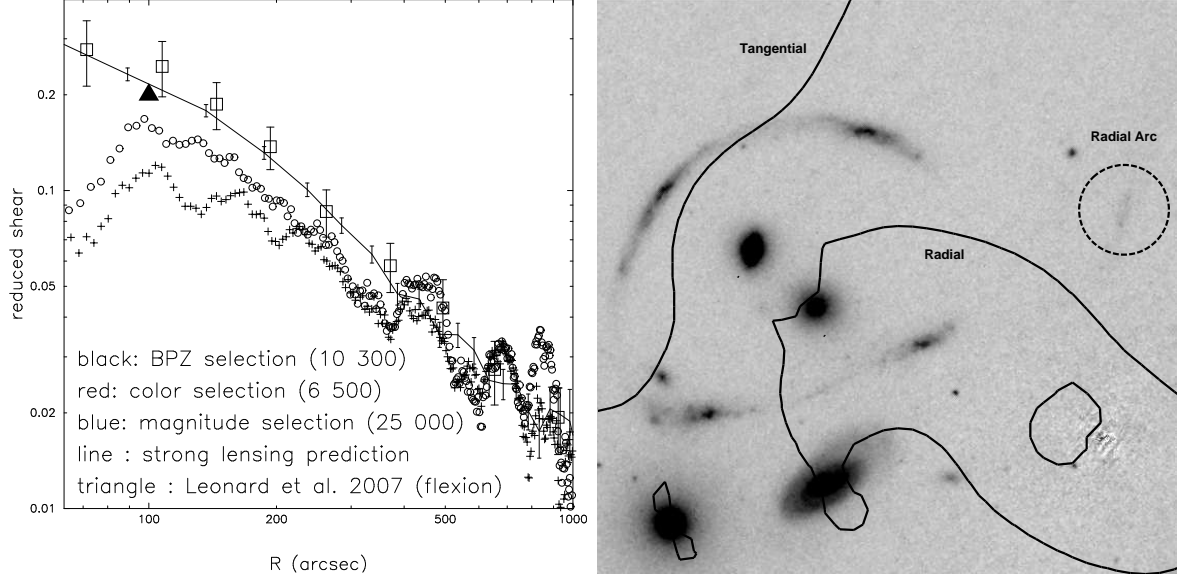 0.2
0.1
0.05
0.02
0.01
reduced shear
black: BPZ selection (10 300)
red: color selection (6 500)
blue: magnitude selection (25 000)
line : strong lensing prediction
triangle : Leonard et al. 2007 (flexion)
100
200
500
1000
R (arcsec)
Tangential
Radial Arc
Radial